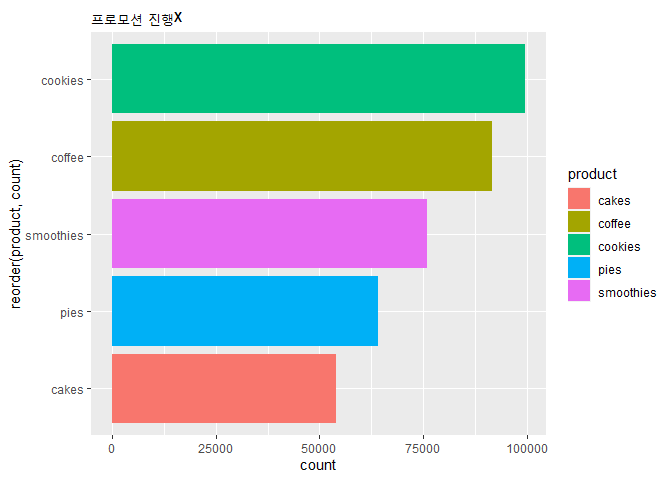 프로모션 진행X
cookies
coffee
smoothies
pies
cakes
reorder(product, count)
0 25000 50000 75000 100000
count
product
cakes
coffee
cookies
pies
smoothies